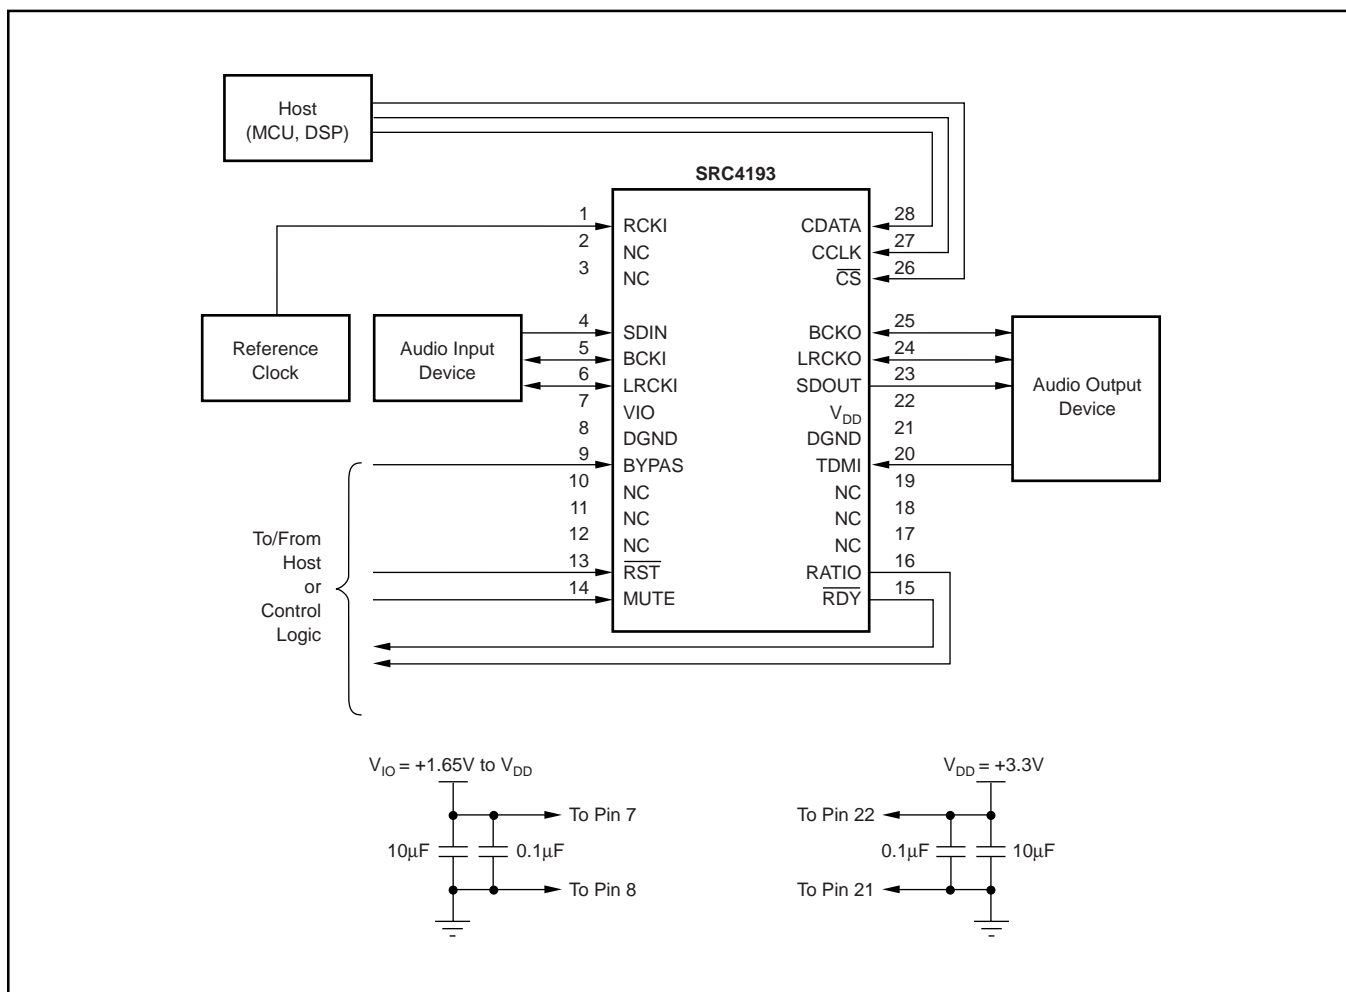 Host
(MCU, DSP)
SRC4193
1
RCKI
CDATA
28
2
NC
CCLK
27
3
NC
C̅S̅
26
Reference
Clock
Audio Input
Device
4
SDIN
BCKO
25
5
BCKI
LRCKO
24
6
LRCKI
SDOUT
23
7
VIO
VDD
22
8
DGND
DGND
21
9
BYPAS
TDMI
20
10
NC
NC
19
11
NC
NC
18
12
NC
NC
17
13
R̅S̅T̅
RATIO
16
14
MUTE
R̅D̅Y̅
15
Audio Output
Device
To/From
Host
or
Control
Logic
VIO = +1.65V to VDD
To Pin 7
10µF
0.1µF
To Pin 8
VDD = +3.3V
To Pin 22
0.1µF
10µF
To Pin 21